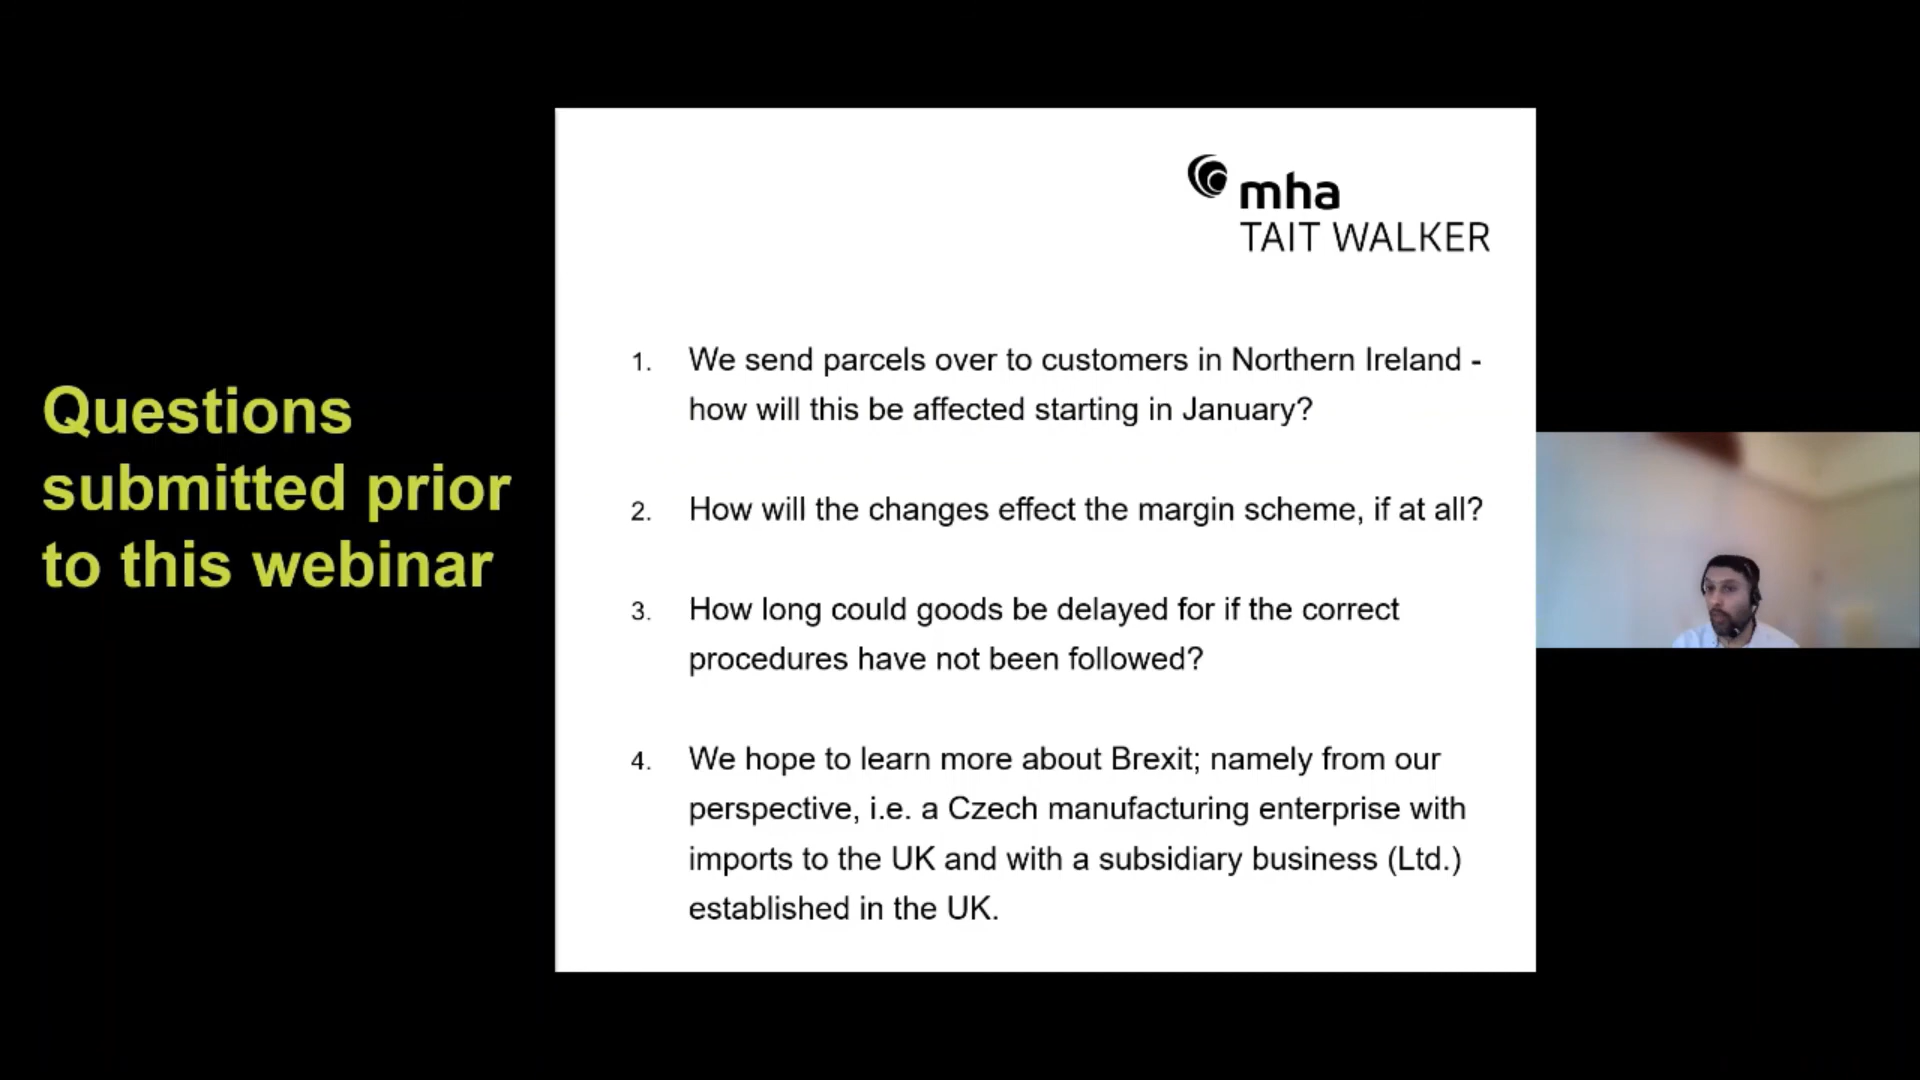 Questions
submitted prior
to this webinar
mha
TAIT WALKER
1. We send parcels over to customers in Northern Ireland -
how will this be affected starting in January?
2. How will the changes effect the margin scheme, if at all?
3. How long could goods be delayed for if the correct
procedures have not been followed?
4. We hope to learn more about Brexit; namely from our
perspective, i.e. a Czech manufacturing enterprise with
imports to the UK and with a subsidiary business (Ltd.)
established in the UK.